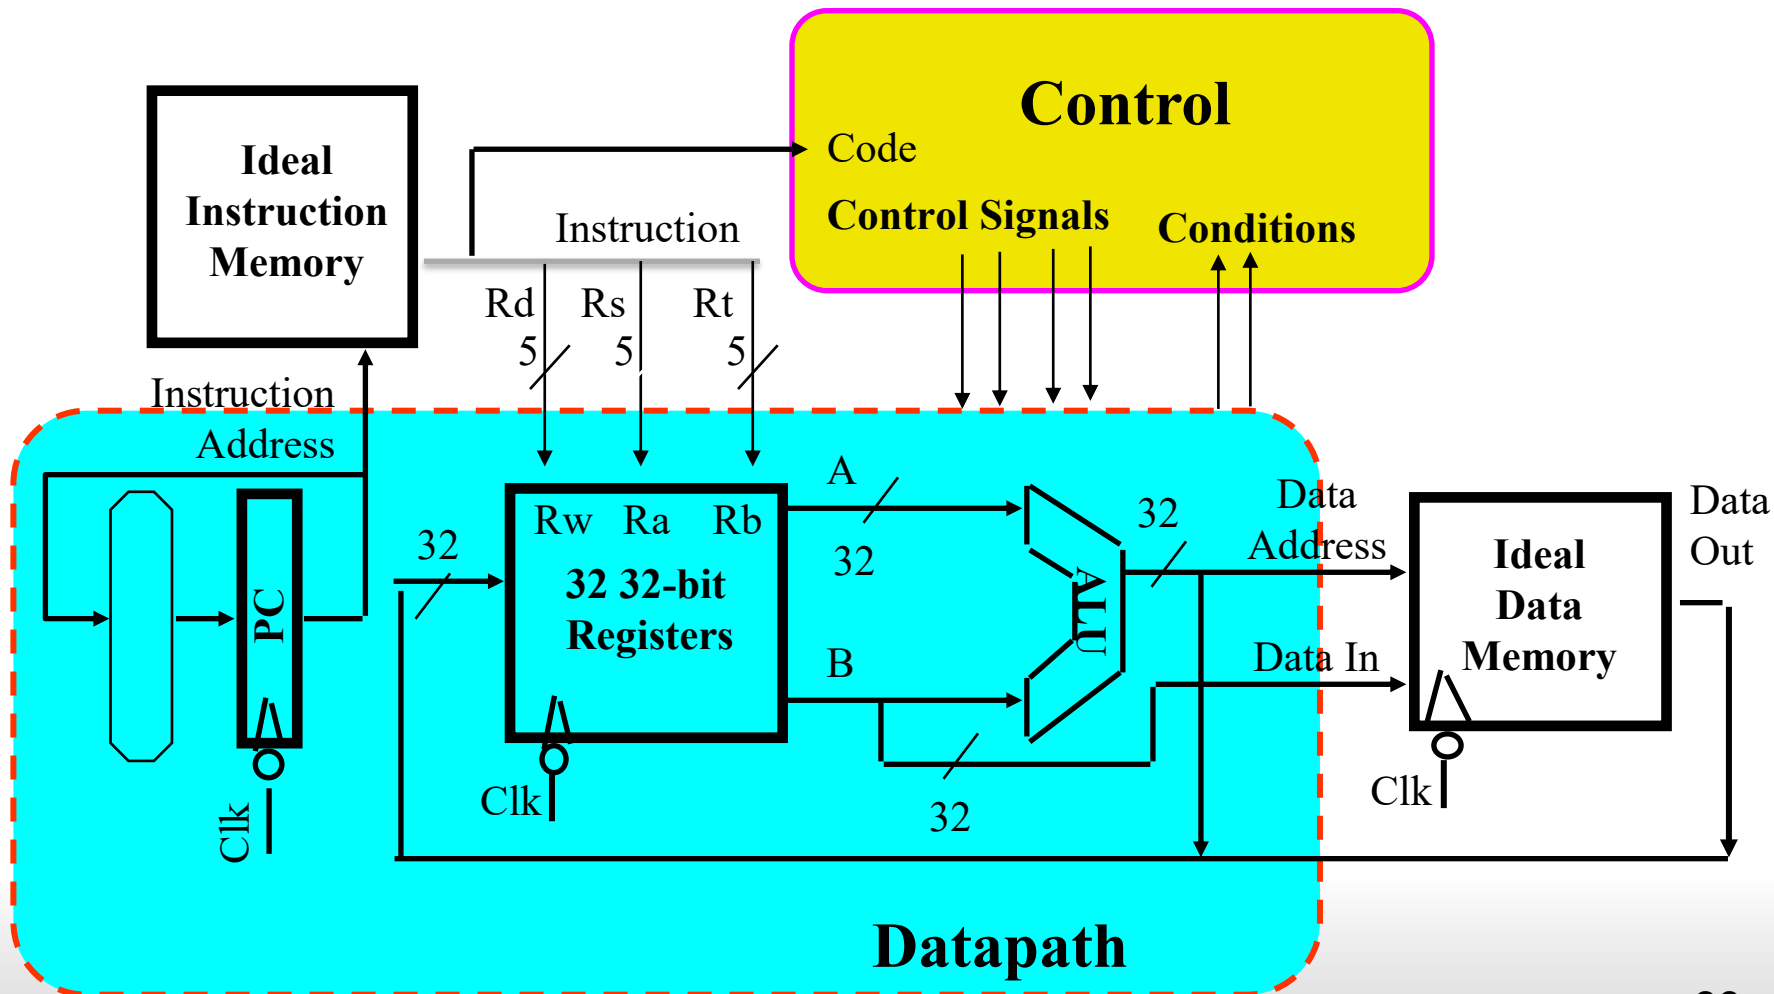 Control
Ideal
Instruction
Memory
Code
Control Signals
Conditions
Instruction
Rd
Rs
Rt
5
5
5
Instruction
Address
PC
Clk
32
Rw Ra Rb
32 32-bit
Registers
Clk
A
32
B
32
ALU
32
Data
Address
Data In
Ideal
Data
Memory
Clk
Data
Out
Datapath